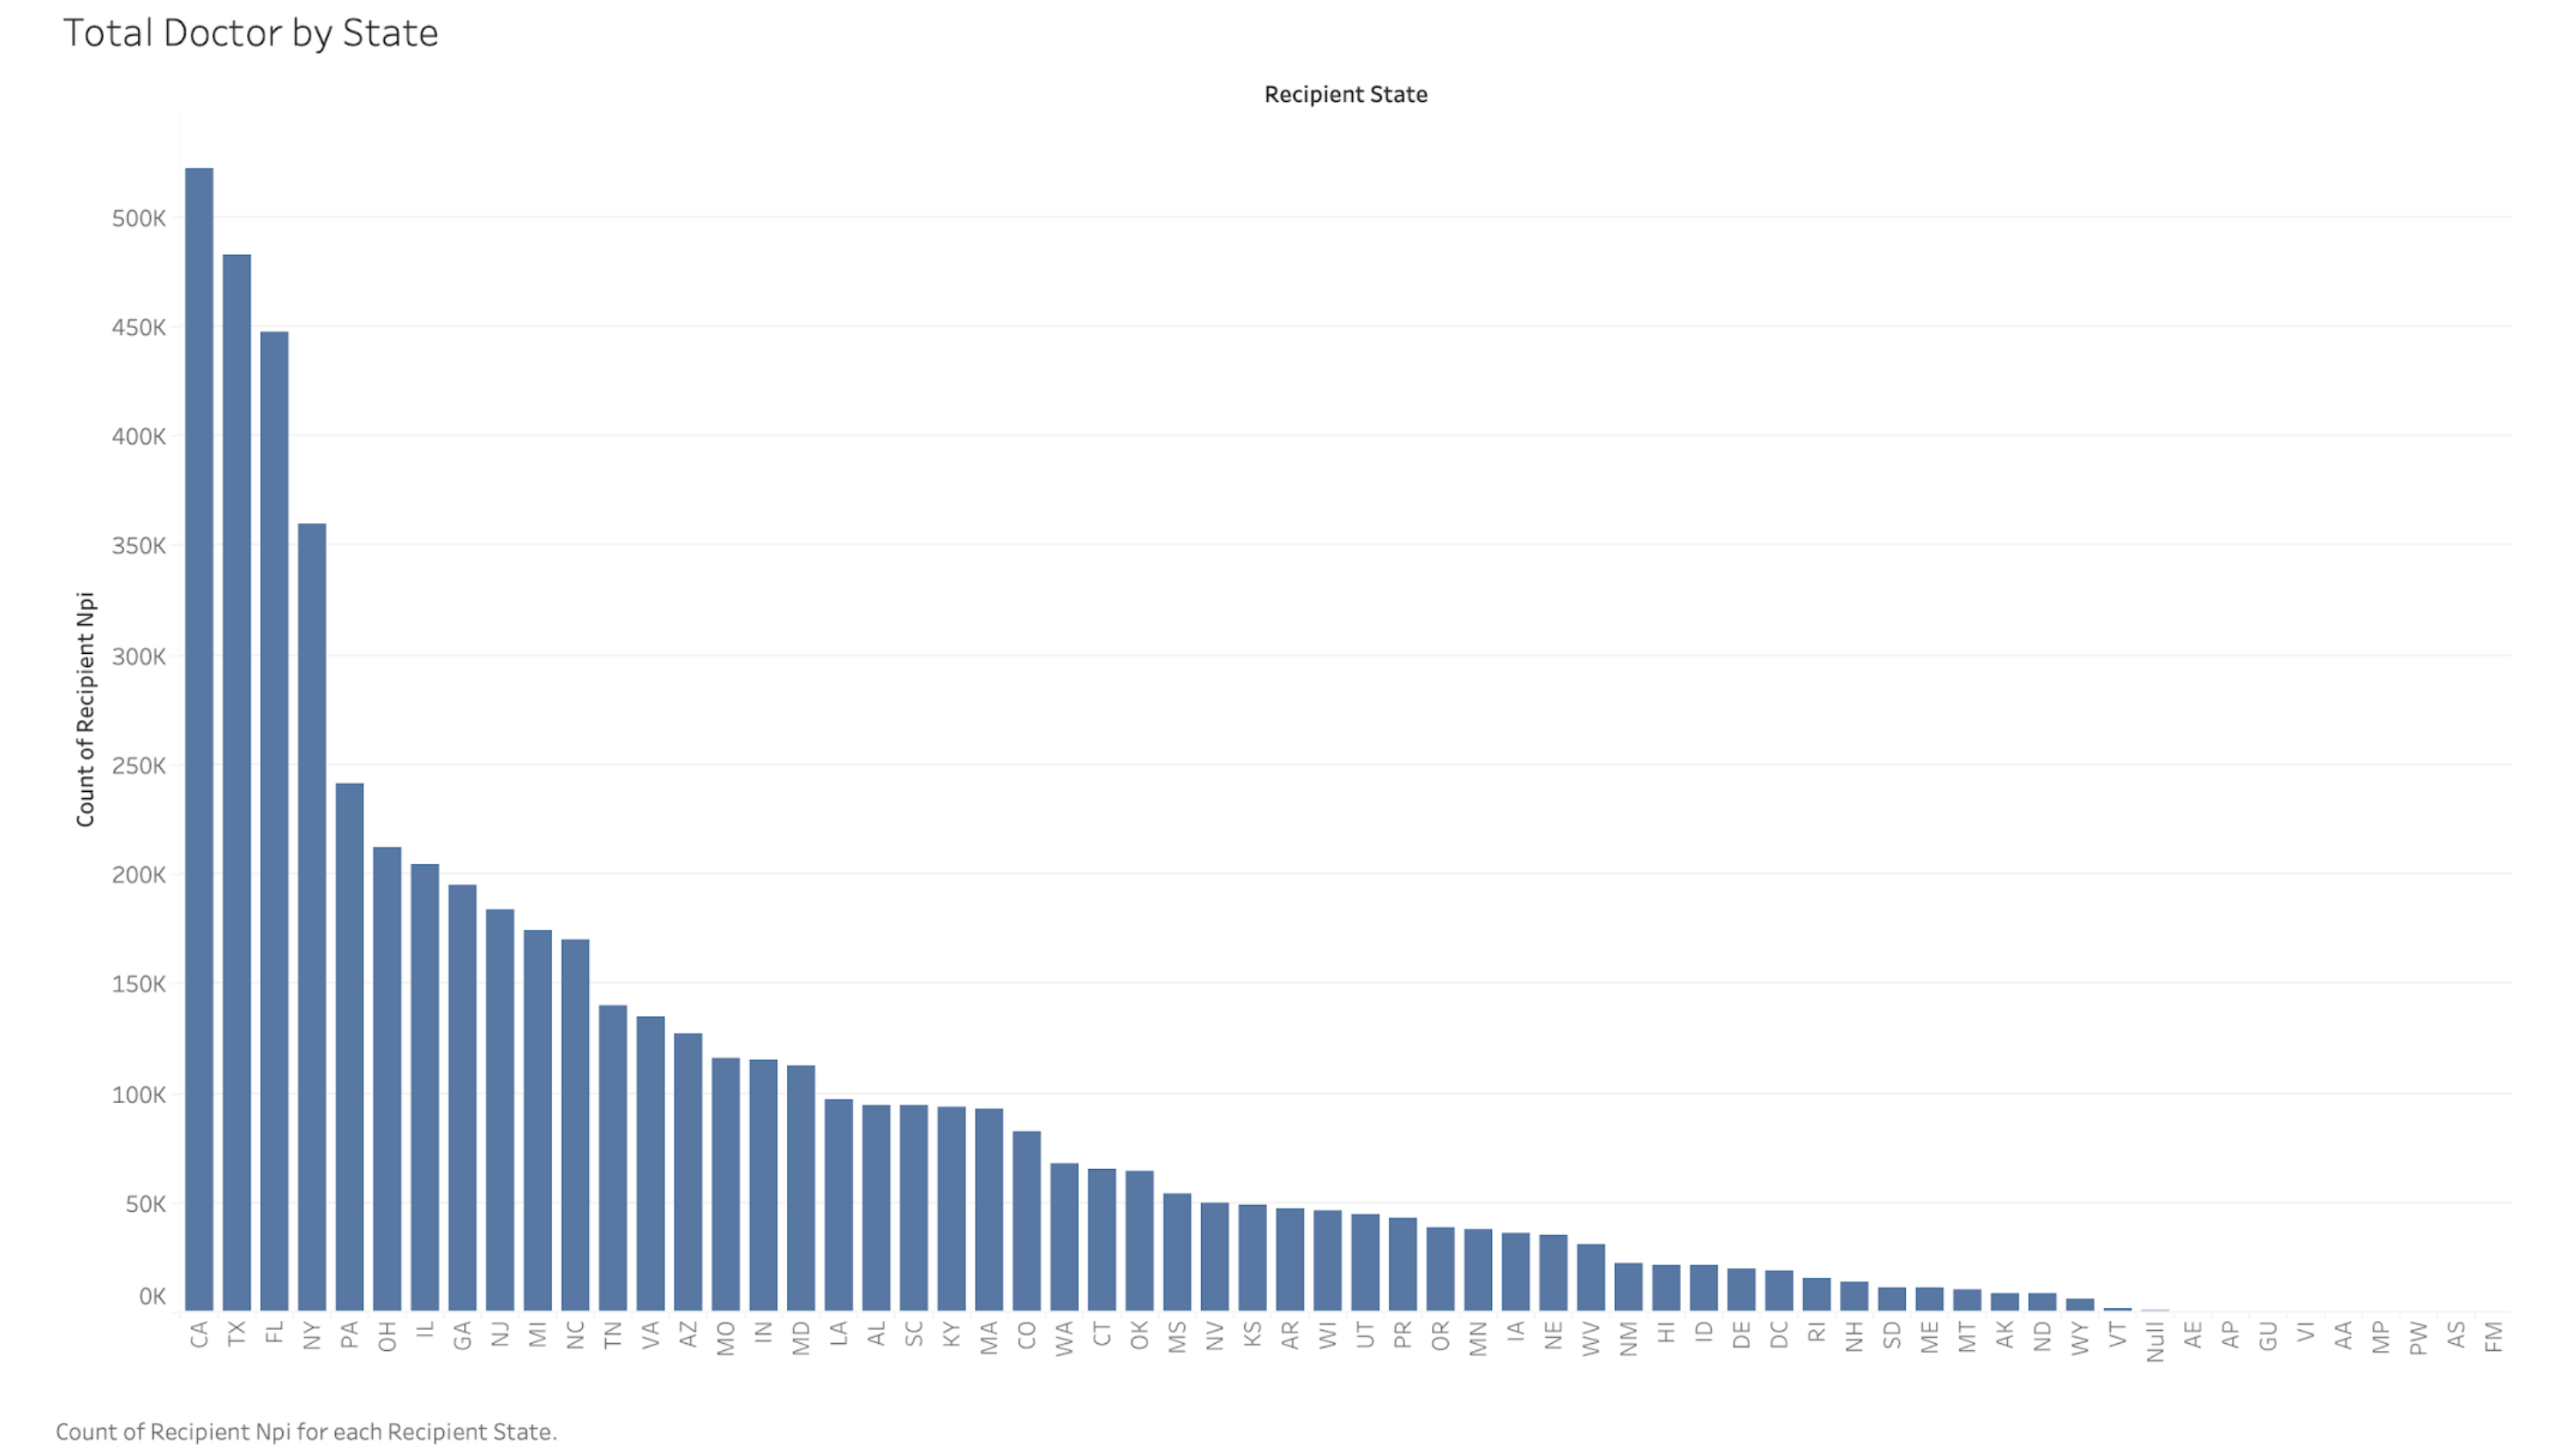 Total Doctor by State
Recipient State
Count of Recipient Npi
500K
450K
400K
350K
300K
250K
200K
150K
100K
50K
0K
CA TX FL NY PA OH IL GA NJ MI NC TN VA AZ MO IN MD LA AL SC KY MA CO WA CT OK MS NV KS AR WI UT PR OR MN IA NE WV NM HI ID DE DC RI NH SD ME MT AK ND WY VT Null AE AP GU VI AA MP PW AS FM
Count of Recipient Npi for each Recipient State.